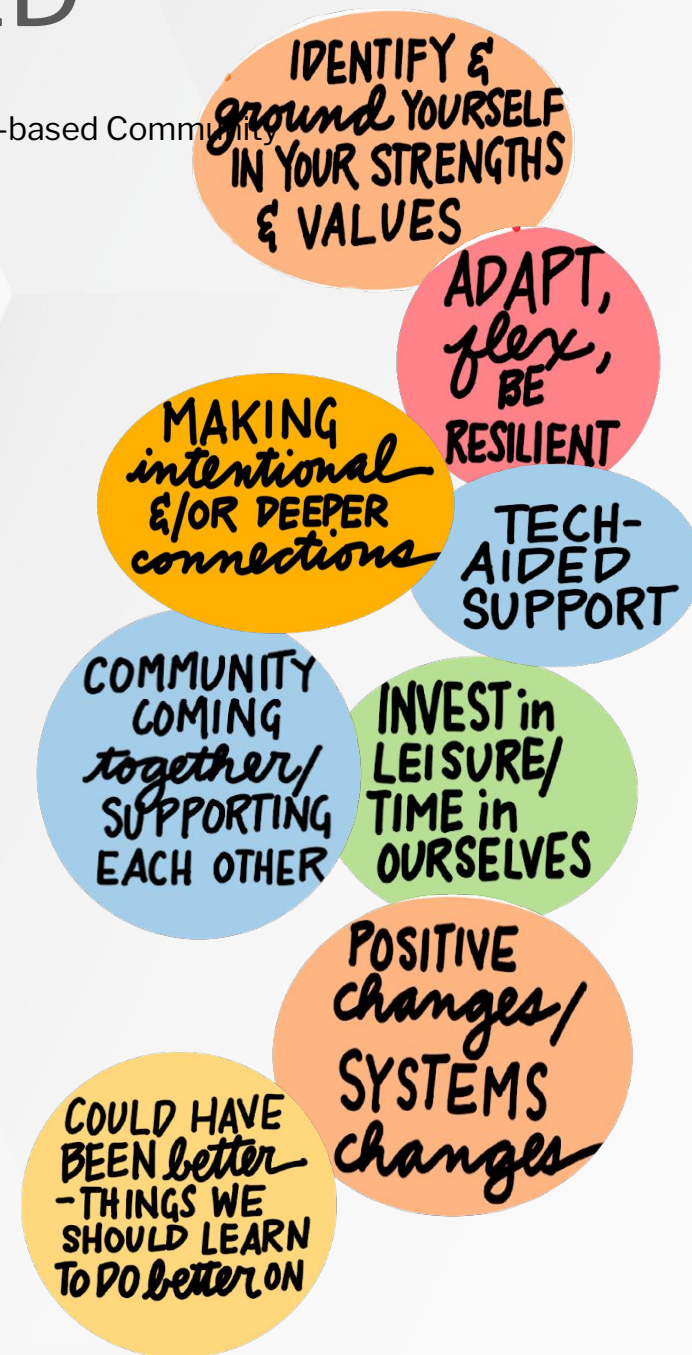 -based Community
IDENTIFY &
ground YOURSELF
IN YOUR STRENGTHS
& VALUES
ADAPT,
flex,
BE
RESILIENT
MAKING
intentional
&/OR DEEPER
connections
TECH-
AIDED
SUPPORT
COMMUNITY
COMING
together/
SUPPORTING
EACH OTHER
INVEST in
LEISURE/
TIME in
OURSELVES
POSITIVE
changes/
SYSTEMS
changes
COULD HAVE
BEEN better
-THINGS WE
SHOULD LEARN
TO DO better ON